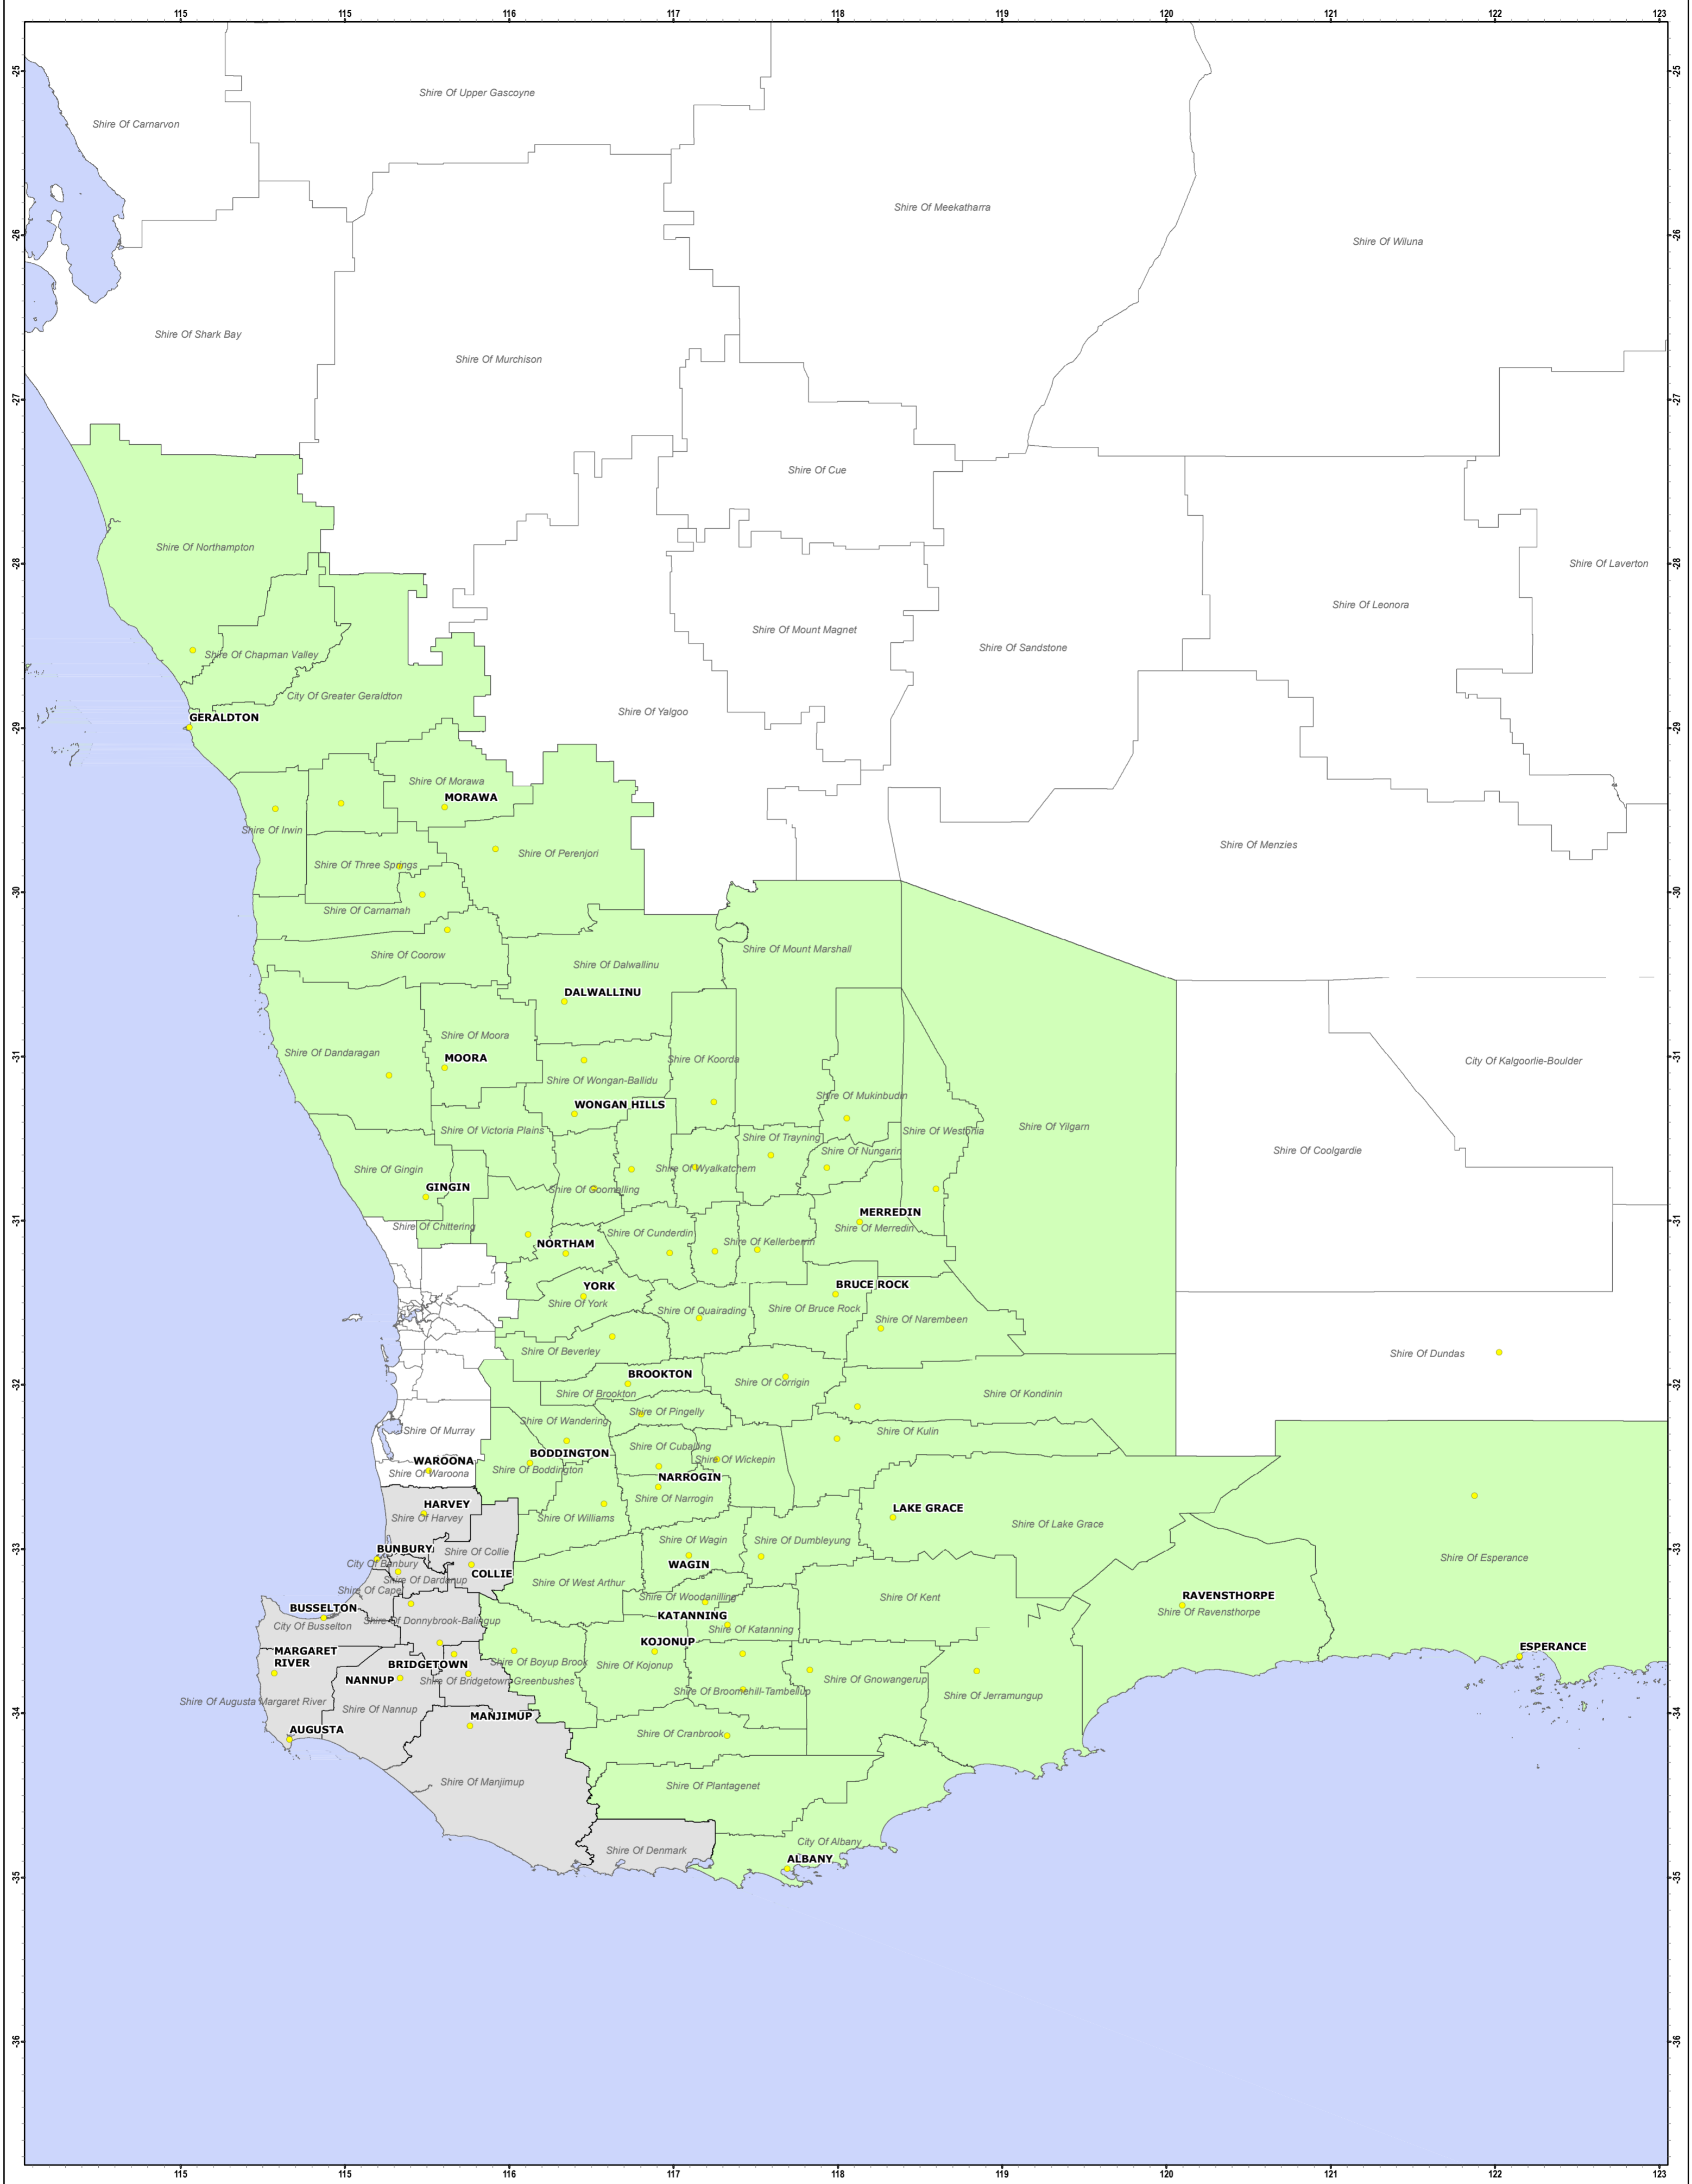 115 115 116 117 118 119 120 121 122 123
-25 -25
Shire Of Upper Gascoyne
Shire Of Carnarvon
Shire Of Meekatharra
-26 -26
Shire Of Wiluna
Shire Of Shark Bay
Shire Of Murchison
-27 -27
Shire Of Cue
Shire Of Northampton
-28 -28
Shire Of Laverton
Shire Of Leonora
Shire Of Mount Magnet
Shire Of Sandstone
Shire Of Chapman Valley
City Of Greater Geraldton
Shire Of Yalgoo
GERALDTON
-29 -29
Shire Of Morawa
MORAWA
Shire Of Irwin
Shire Of Menzies
Shire Of Perenjori
Shire Of Three Springs
-30 -30
Shire Of Carnamah
Shire Of Mount Marshall
Shire Of Coorow
Shire Of Dalwallinu
DALWALLINU
Shire Of Moora
Shire Of Dandaragan
MOORA
Shire Of Koorda
City Of Kalgoorlie-Boulder
-31 -31
Shire Of Wongan-Ballidu
Shire Of Mukinbudin
WONGAN HILLS
Shire Of Yilgarn
Shire Of Victoria Plains
Shire Of Westonia
Shire Of Trayning
Shire Of Nungarin
Shire Of Coolgardie
Shire Of Gingin
Shire Of Wyalkatchem
GINGIN
Shire Of Goomalling
MERREDIN
-31 -31
Shire Of Chittering
Shire Of Merredin
Shire Of Cunderdin
Shire Of Kellerberrin
NORTHAM
YORK
BRUCE ROCK
Shire Of York
Shire Of Bruce Rock
Shire Of Quairading
Shire Of Narembeen
Shire Of Beverley
Shire Of Dundas
BROOKTON
Shire Of Corrigin
-32 -32
Shire Of Brookton
Shire Of Kondinin
Shire Of Pingelly
Shire Of Wandering
Shire Of Murray
Shire Of Kulin
Shire Of Cubaling
BODDINGTON
Shire Of Wickepin
WAROONA
Shire Of Waroona
Shire Of Boddington
NARROGIN
Shire Of Narrogin
HARVEY
LAKE GRACE
Shire Of Harvey
Shire Of Williams
Shire Of Lake Grace
Shire Of Wagin
Shire Of Dumbleyung
-33 -33
BUNBURY
Shire Of Collie
City Of Bunbury
WAGIN
Shire Of Esperance
COLLIE
Shire Of Dardanup
Shire Of West Arthur
Shire Of Capel
Shire Of Woodanilling
Shire Of Kent
RAVENSTHORPE
BUSSELTON
KATANNING
Shire Of Ravensthorpe
Shire Of Donnybrook-Balingup
City Of Busselton
Shire Of Katanning
KOJONUP
ESPERANCE
MARGARET
RIVER
Shire Of Boyup Brook
BRIDGETOWN
Shire Of Kojonup
NANNUP
Shire Of Bridgetown-Greenbushes
Shire Of Gnowangerup
Shire Of Broomehill-Tambellup
Shire Of Jerramungup
Shire Of Augusta Margaret River
Shire Of Nannup
-34 -34
MANJIMUP
AUGUSTA
Shire Of Cranbrook
Shire Of Manjimup
Shire Of Plantagenet
City Of Albany
Shire Of Denmark
ALBANY
-35 -35
-36 -36
115 115 116 117 118 119 120 121 122 123